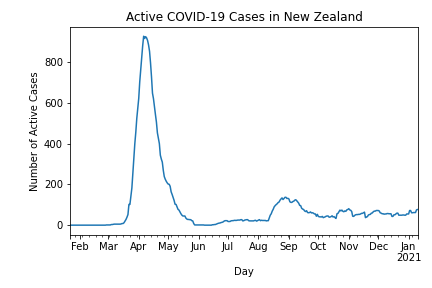 Active COVID-19 Cases in New Zealand
Number of Active Cases
800
600
400
200
0
Feb Mar Apr May Jun Jul Aug Sep Oct Nov Dec Jan
2021
Day